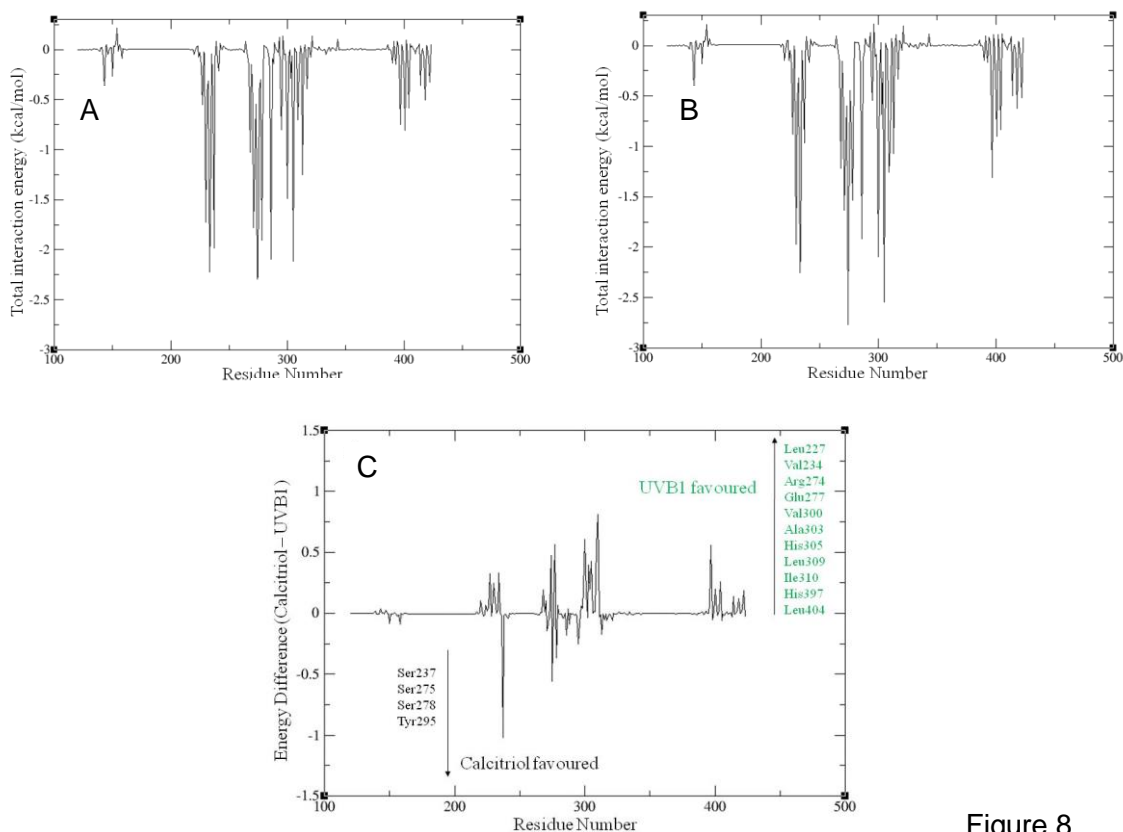 A
Total interaction energy (kcal/mol)
0
-0.5
-1
-1.5
-2
-2.5
-3
100
200
300
400
500
Residue Number
B
Total interaction energy (kcal/mol)
0
-0.5
-1
-1.5
-2
-2.5
-3
100
200
300
400
500
Residue Number
C
Energy Difference (Calcitriol – UVB1)
1.5
1
0.5
0
-0.5
-1
-1.5
100
200
300
400
500
Residue Number
UVB1 favoured
Leu227
Val234
Arg274
Glu277
Val300
Ala303
His305
Leu309
Ile310
His397
Leu404
Ser237
Ser275
Ser278
Tyr295
Calcitriol favoured
Figure 8